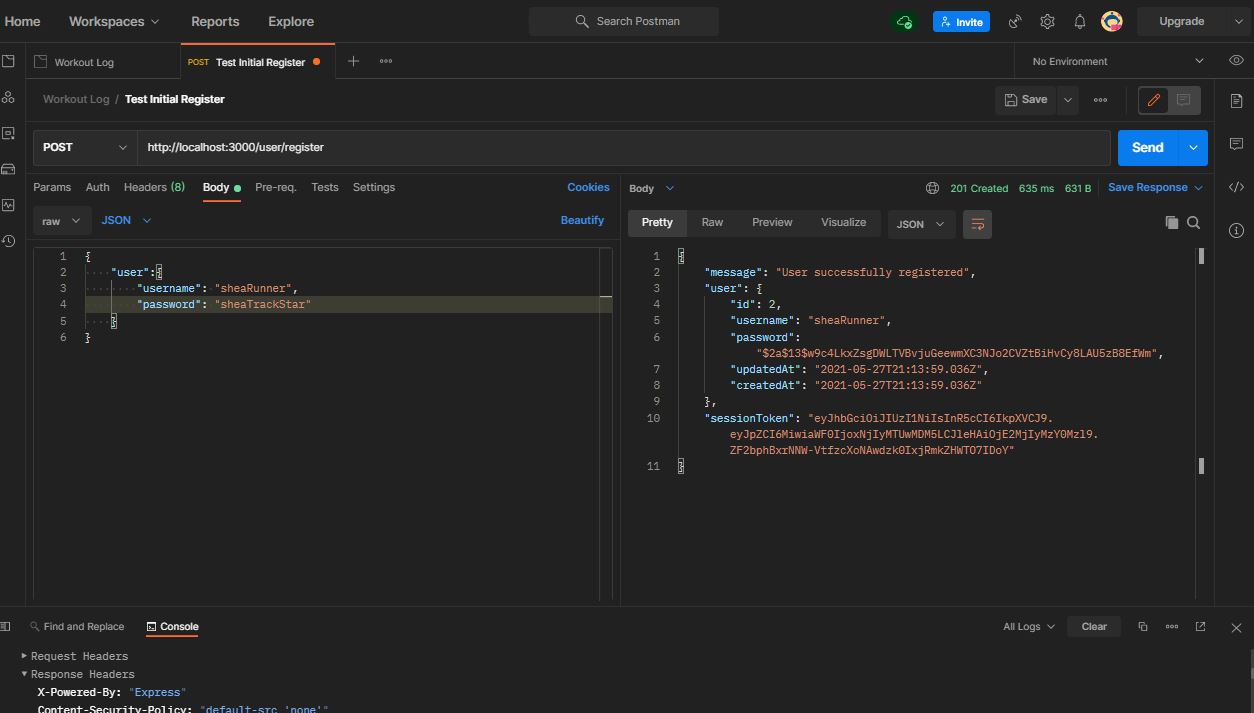 Home Workspaces Reports Explore Search Postman Invite Upgrade
Workout Log POST Test Initial Register No Environment
Workout Log / Test Initial Register Save
POST http://localhost:3000/user/register Send
Params Auth Headers (8) Body Pre-req. Tests Settings Cookies
raw JSON Beautify
1 {
2 "user":{
3 "username": "sheaRunner",
4 "password": "sheaTrackStar"
5 }
6 }
Body 201 Created 635 ms 631 B Save Response
Pretty Raw Preview Visualize JSON
1 {
2 "message": "User successfully registered",
3 "user": {
4 "id": 2,
5 "username": "sheaRunner",
6 "password":
"$2a$13$w9c4LkxZsgDWLTVBvjuGeewmXC3NJo2CVZtBiHvCy8LAU5zB8EfWm",
7 "updatedAt": "2021-05-27T21:13:59.036Z",
8 "createdAt": "2021-05-27T21:13:59.036Z"
9 },
10 "sessionToken": "eyJhbGciOiJIUzI1NiIsInR5cCI6IkpXVCJ9.
eyJpZCI6MiwiaWF0IjoxNjIyMTUwMDM5LCJleHAiOjE2MjIyMzY0Mzl9.
ZF2bphBxrNNW-VtfzcXoNAwdzk0IxjRmkZHWTO7IDoY"
11 }
Find and Replace Console All Logs Clear
Request Headers
Response Headers
X-Powered-By: "Express"
Content-Security-Policy: "default-src 'none'"